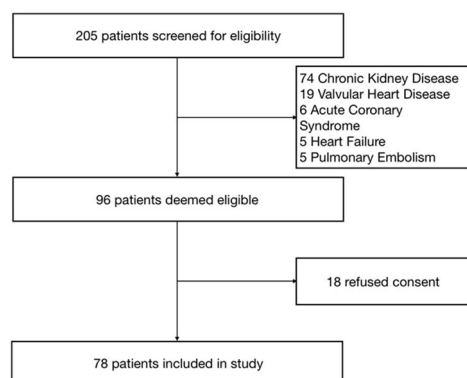 205 patients screened for eligibility
74 Chronic Kidney Disease
19 Valvular Heart Disease
6 Acute Coronary
Syndrome
5 Heart Failure
5 Pulmonary Embolism
96 patients deemed eligible
18 refused consent
78 patients included in study